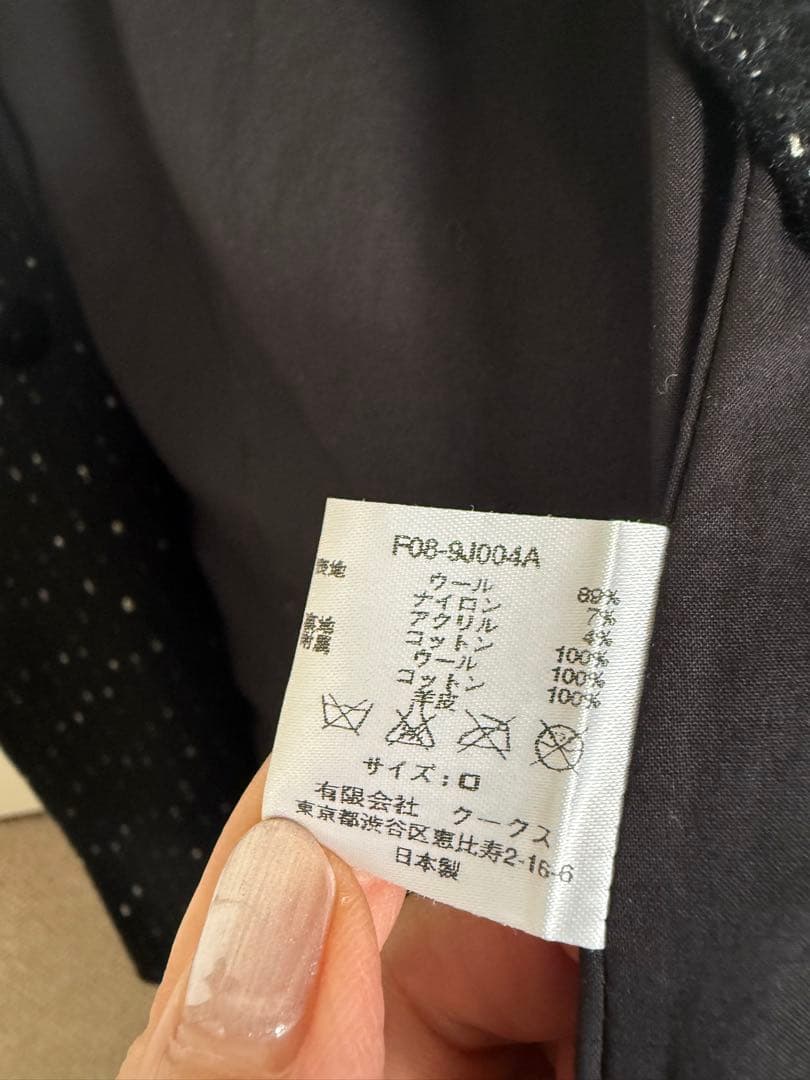 F08-9J004A
表地 ウール 89%
ナイロン 7%
アクリル 4%
裏地 コットン 100%
附属 ウール 100%
コットン 100%
羊皮
サイズ;ロ
有限会社 クークス
東京都渋谷区恵比寿2-16-6
日本製